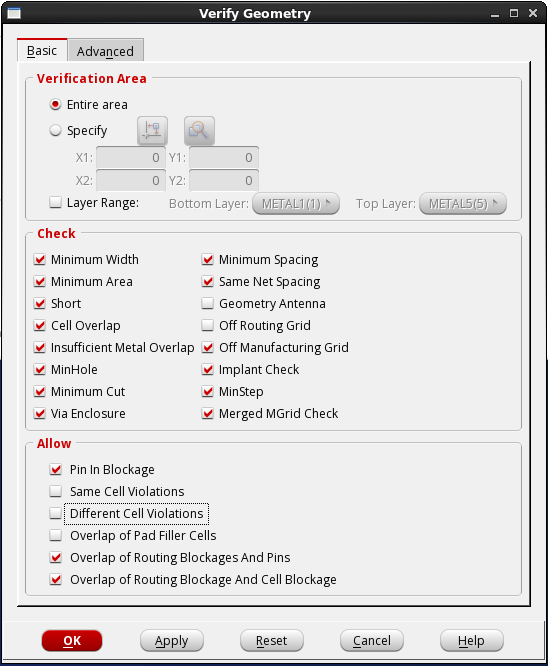 Verify Geometry
Basic Advanced
Verification Area
Entire area
Specify
X1: 0 Y1: 0
X2: 0 Y2: 0
Layer Range: Bottom Layer: METAL1(1) Top Layer: METAL5(5)
Check
Minimum Width Minimum Spacing
Minimum Area Same Net Spacing
Short Geometry Antenna
Cell Overlap Off Routing Grid
Insufficient Metal Overlap Off Manufacturing Grid
MinHole Implant Check
Minimum Cut MinStep
Via Enclosure Merged MGrid Check
Allow
Pin In Blockage
Same Cell Violations
Different Cell Violations
Overlap of Pad Filler Cells
Overlap of Routing Blockages And Pins
Overlap of Routing Blockage And Cell Blockage
OK Apply Reset Cancel Help